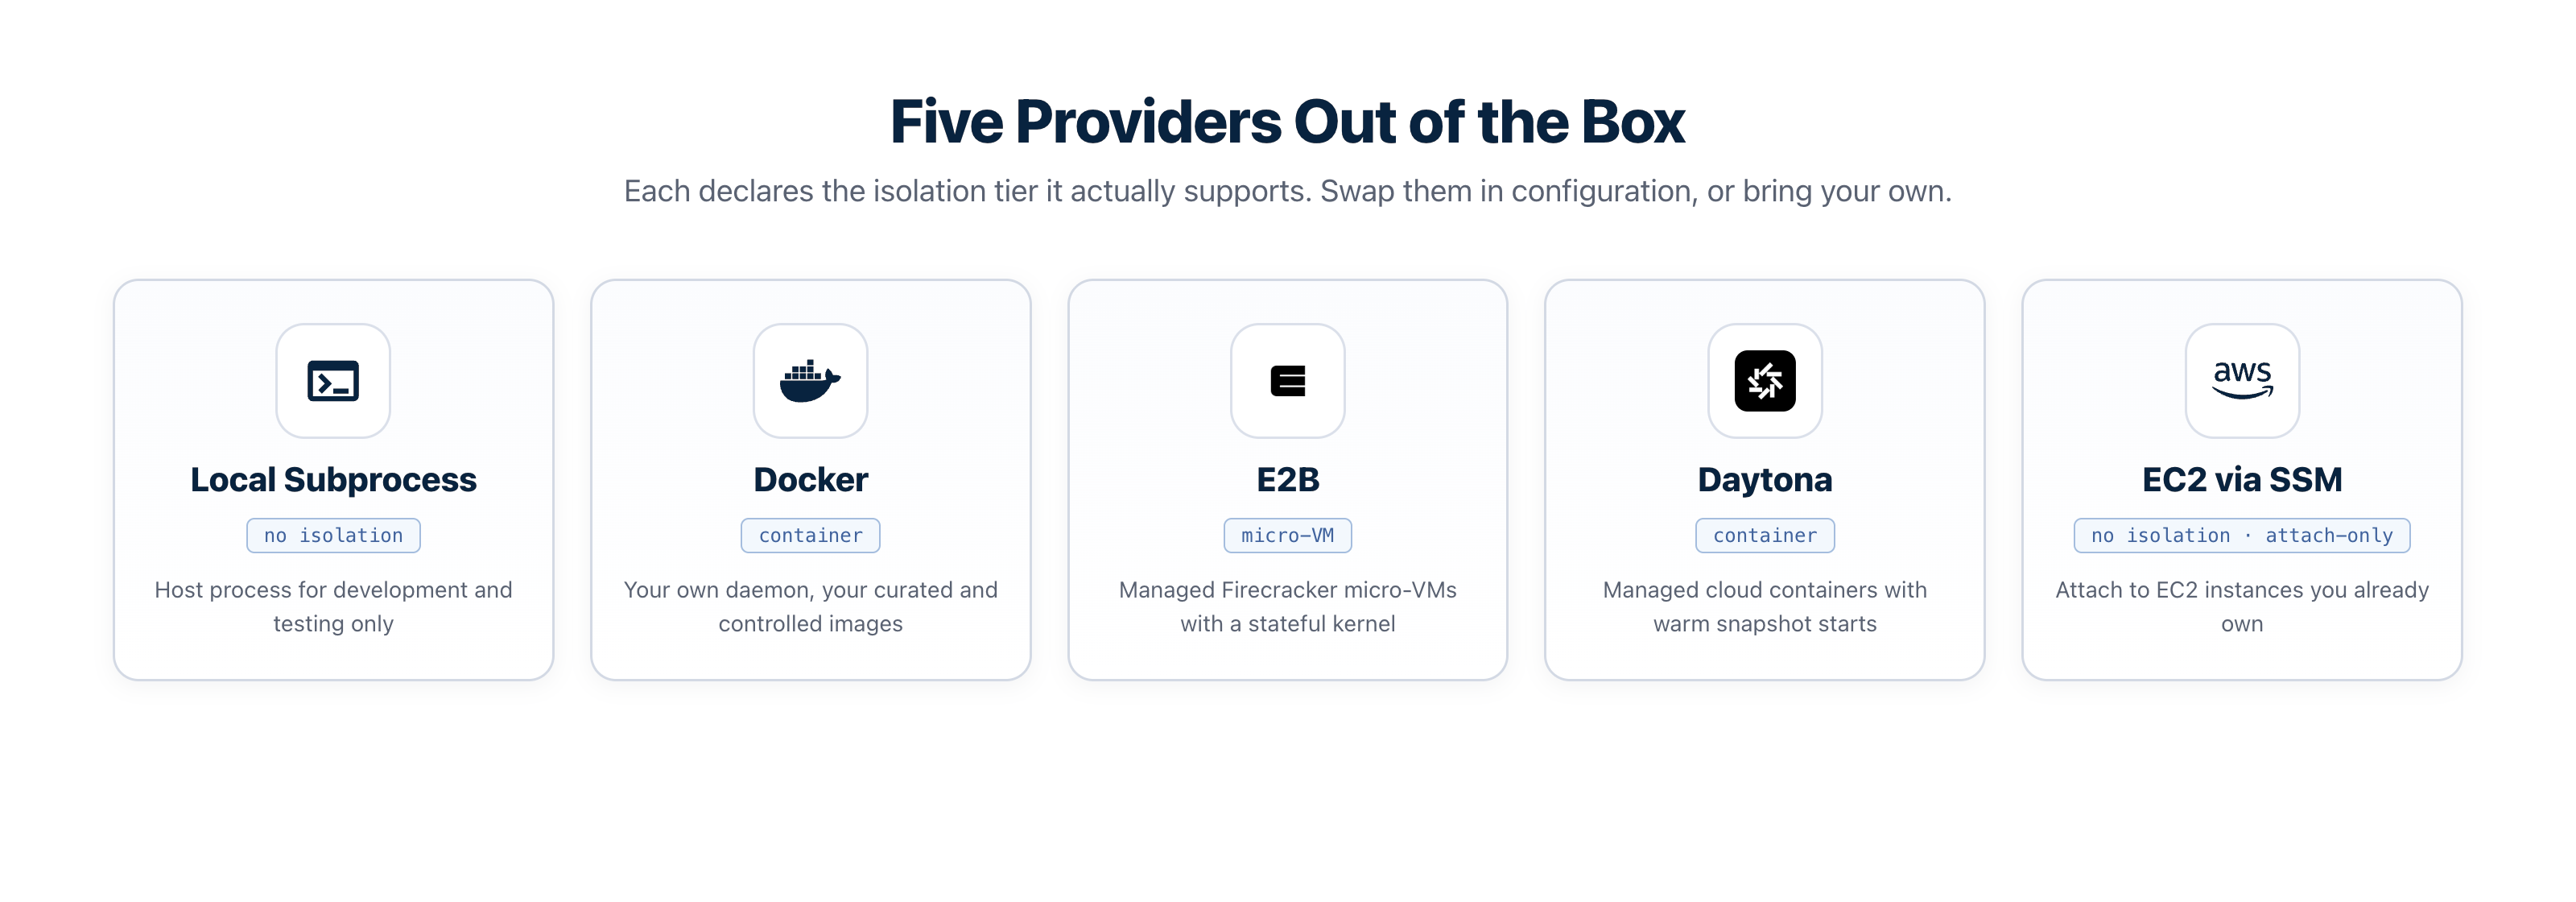 Five Providers Out of the Box
Each declares the isolation tier it actually supports. Swap them in configuration, or bring your own.
Local Subprocess
no isolation
Host process for development and
testing only
Docker
container
Your own daemon, your curated and
controlled images
E2B
micro-VM
Managed Firecracker micro-VMs
with a stateful kernel
Daytona
container
Managed cloud containers with
warm snapshot starts
aws
EC2 via SSM
no isolation · attach-only
Attach to EC2 instances you already
own